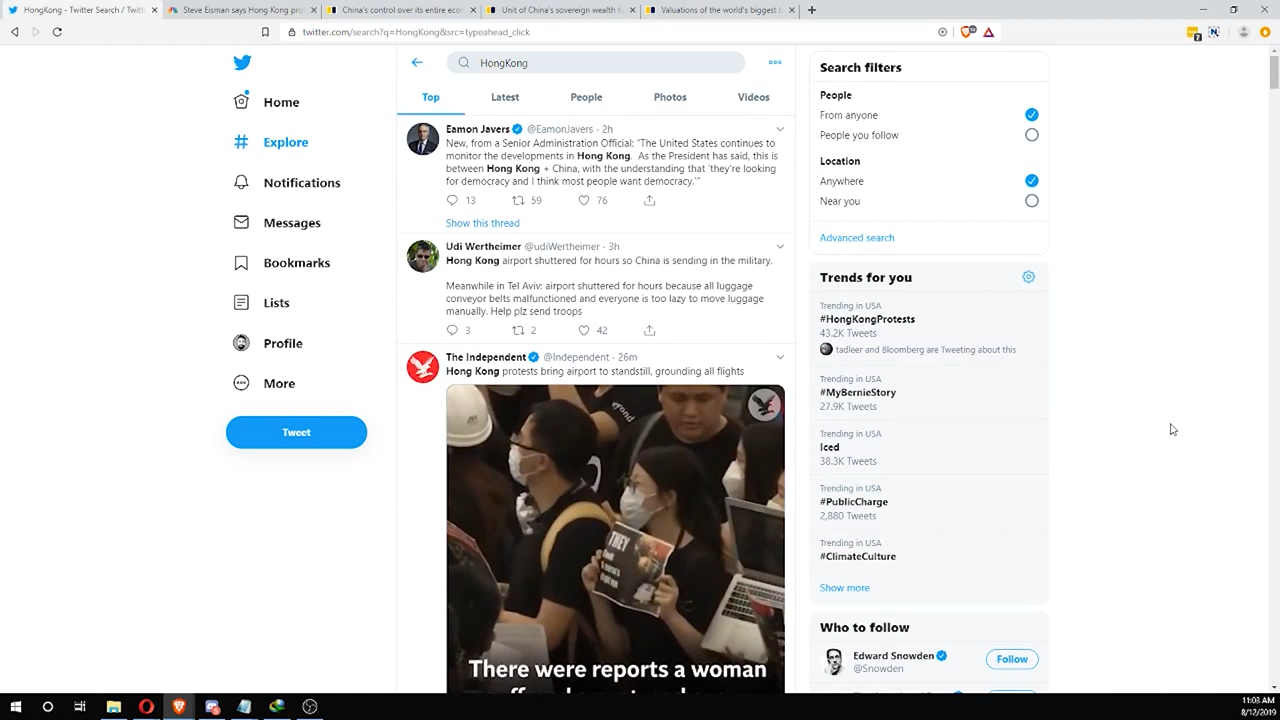 HongKong - Twitter Search / Twitt
Steve Eisman says Hong Kong pro
China's control over its entire econ
Unit of China's sovereign wealth f
Valuations of the world's biggest b
twitter.com/search?q=HongKong&src=typeahead_click
HongKong
Home
Explore
Notifications
Messages
Bookmarks
Lists
Profile
More
Tweet
Top Latest People Photos Videos
Eamon Javers @EamonJavers · 2h
New, from a Senior Administration Official: "The United States continues to
monitor the developments in Hong Kong. As the President has said, this is
between Hong Kong + China, with the understanding that 'they're looking
for democracy and I think most people want democracy.'"
13 59 76
Show this thread
Udi Wertheimer @udiWertheimer · 3h
Hong Kong airport shuttered for hours so China is sending in the military.
Meanwhile in Tel Aviv: airport shuttered for hours because all luggage
conveyor belts malfunctioned and everyone is too lazy to move luggage
manually. Help plz send troops
3 2 42
The Independent @Independent · 26m
Hong Kong protests bring airport to standstill, grounding all flights
yond
THEY
There were reports a woman
Search filters
People
From anyone
People you follow
Location
Anywhere
Near you
Advanced search
Trends for you
Trending in USA
#HongKongProtests
43.2K Tweets
tadleer and Bloomberg are Tweeting about this
Trending in USA
#MyBernieStory
27.9K Tweets
Trending in USA
Iced
38.3K Tweets
Trending in USA
#PublicCharge
2,880 Tweets
Trending in USA
#ClimateCulture
Show more
Who to follow
Edward Snowden
@Snowden
Follow
11:03 AM
8/12/2019